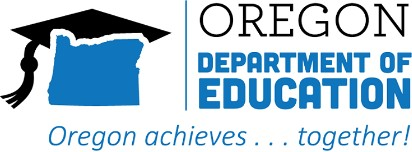 OREGON
DEPARTMENT OF
EDUCATION
Oregon achieves . . . together!